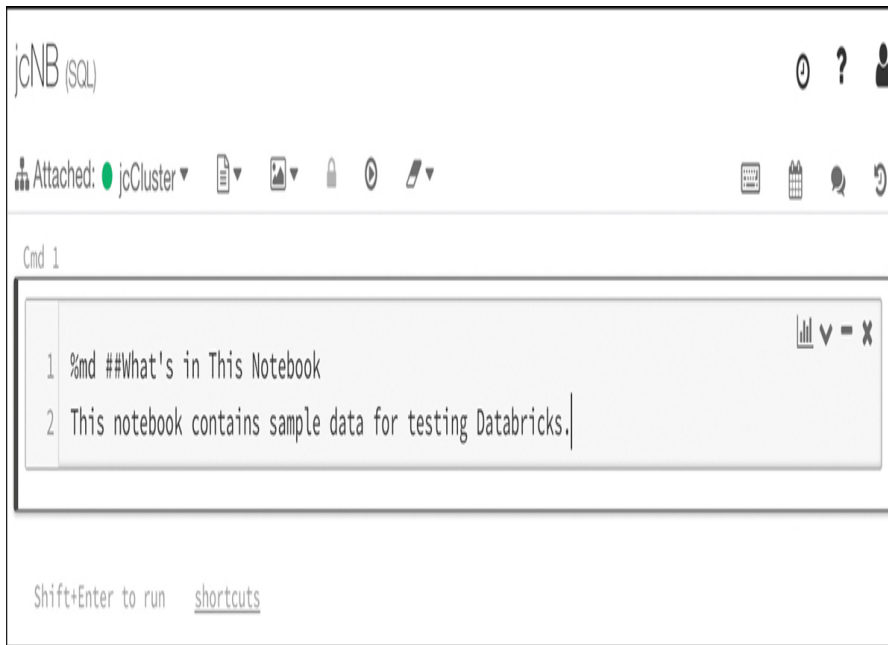 jcNB (SQL)
?
Attached: jcCluster
Cmd 1
1 %md ##What's in This Notebook
2 This notebook contains sample data for testing Databricks.
Shift+Enter to run shortcuts